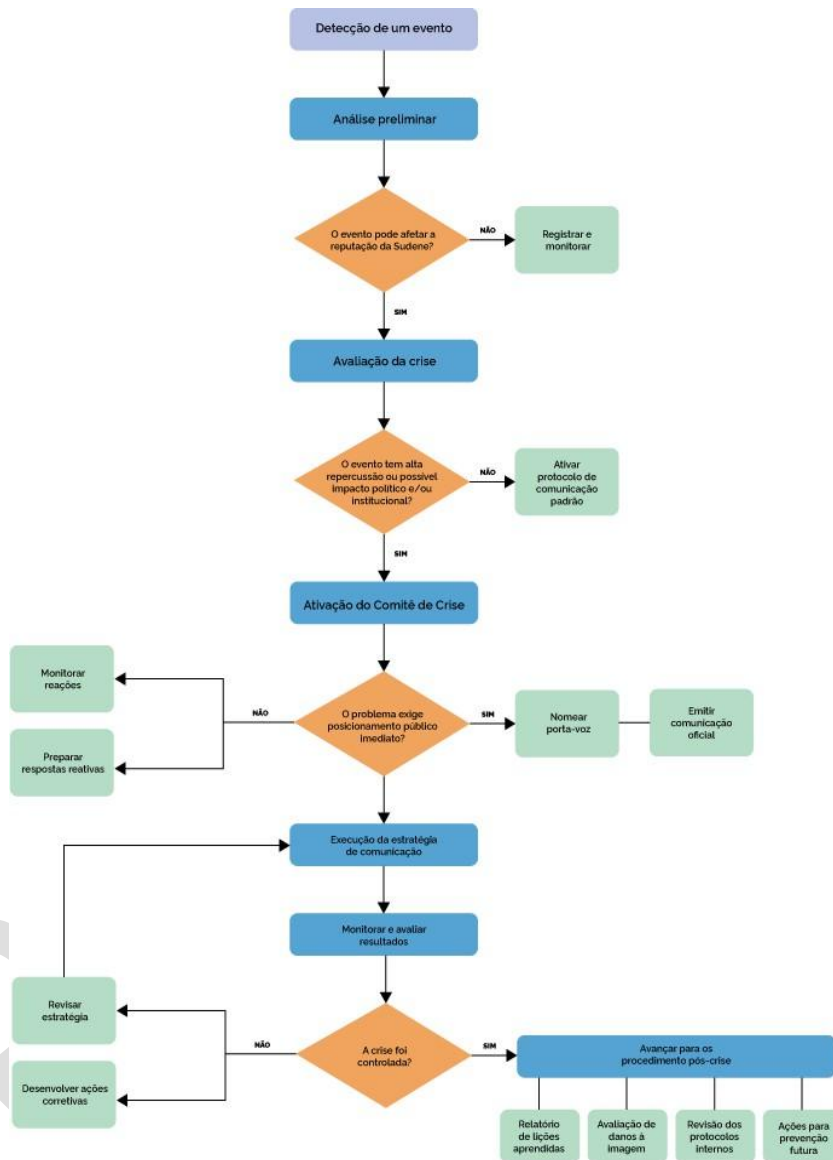 Detecção de um evento
Análise preliminar
O evento pode afetar a
reputação da Sudene?
NÃO
Registrar e
monitorar
SIM
Avaliação da crise
O evento tem alta
repercussão ou possível
impacto político e/ou
institucional?
NÃO
Ativar
protocolo de
comunicação
padrão
SIM
Ativação do Comitê de Crise
Monitorar
reações
NÃO
O problema exige
posicionamento público
imediato?
SIM
Nomear
porta-voz
Emitir
comunicação
oficial
Preparar
respostas reativas
Execução da estratégia
de comunicação
Monitorar e avaliar
resultados
Revisar
estratégia
NÃO
A crise foi
controlada?
SIM
Avançar para os
procedimento pós-crise
Desenvolver ações
corretivas
Relatório
de lições
aprendidas
Avaliação de
danos à
imagem
Revisão dos
protocolos
internos
Ações para
prevenção
futura